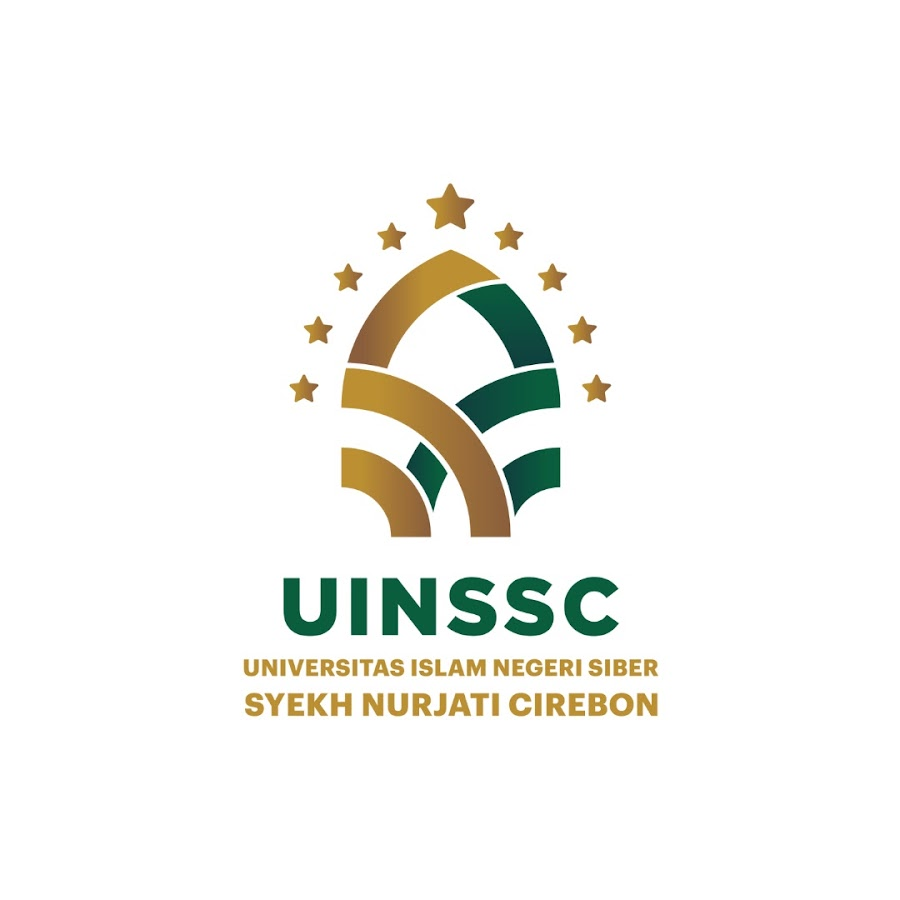 UINSSC
UNIVERSITAS ISLAM NEGERI SIBER
SYEKH NURJATI CIREBON